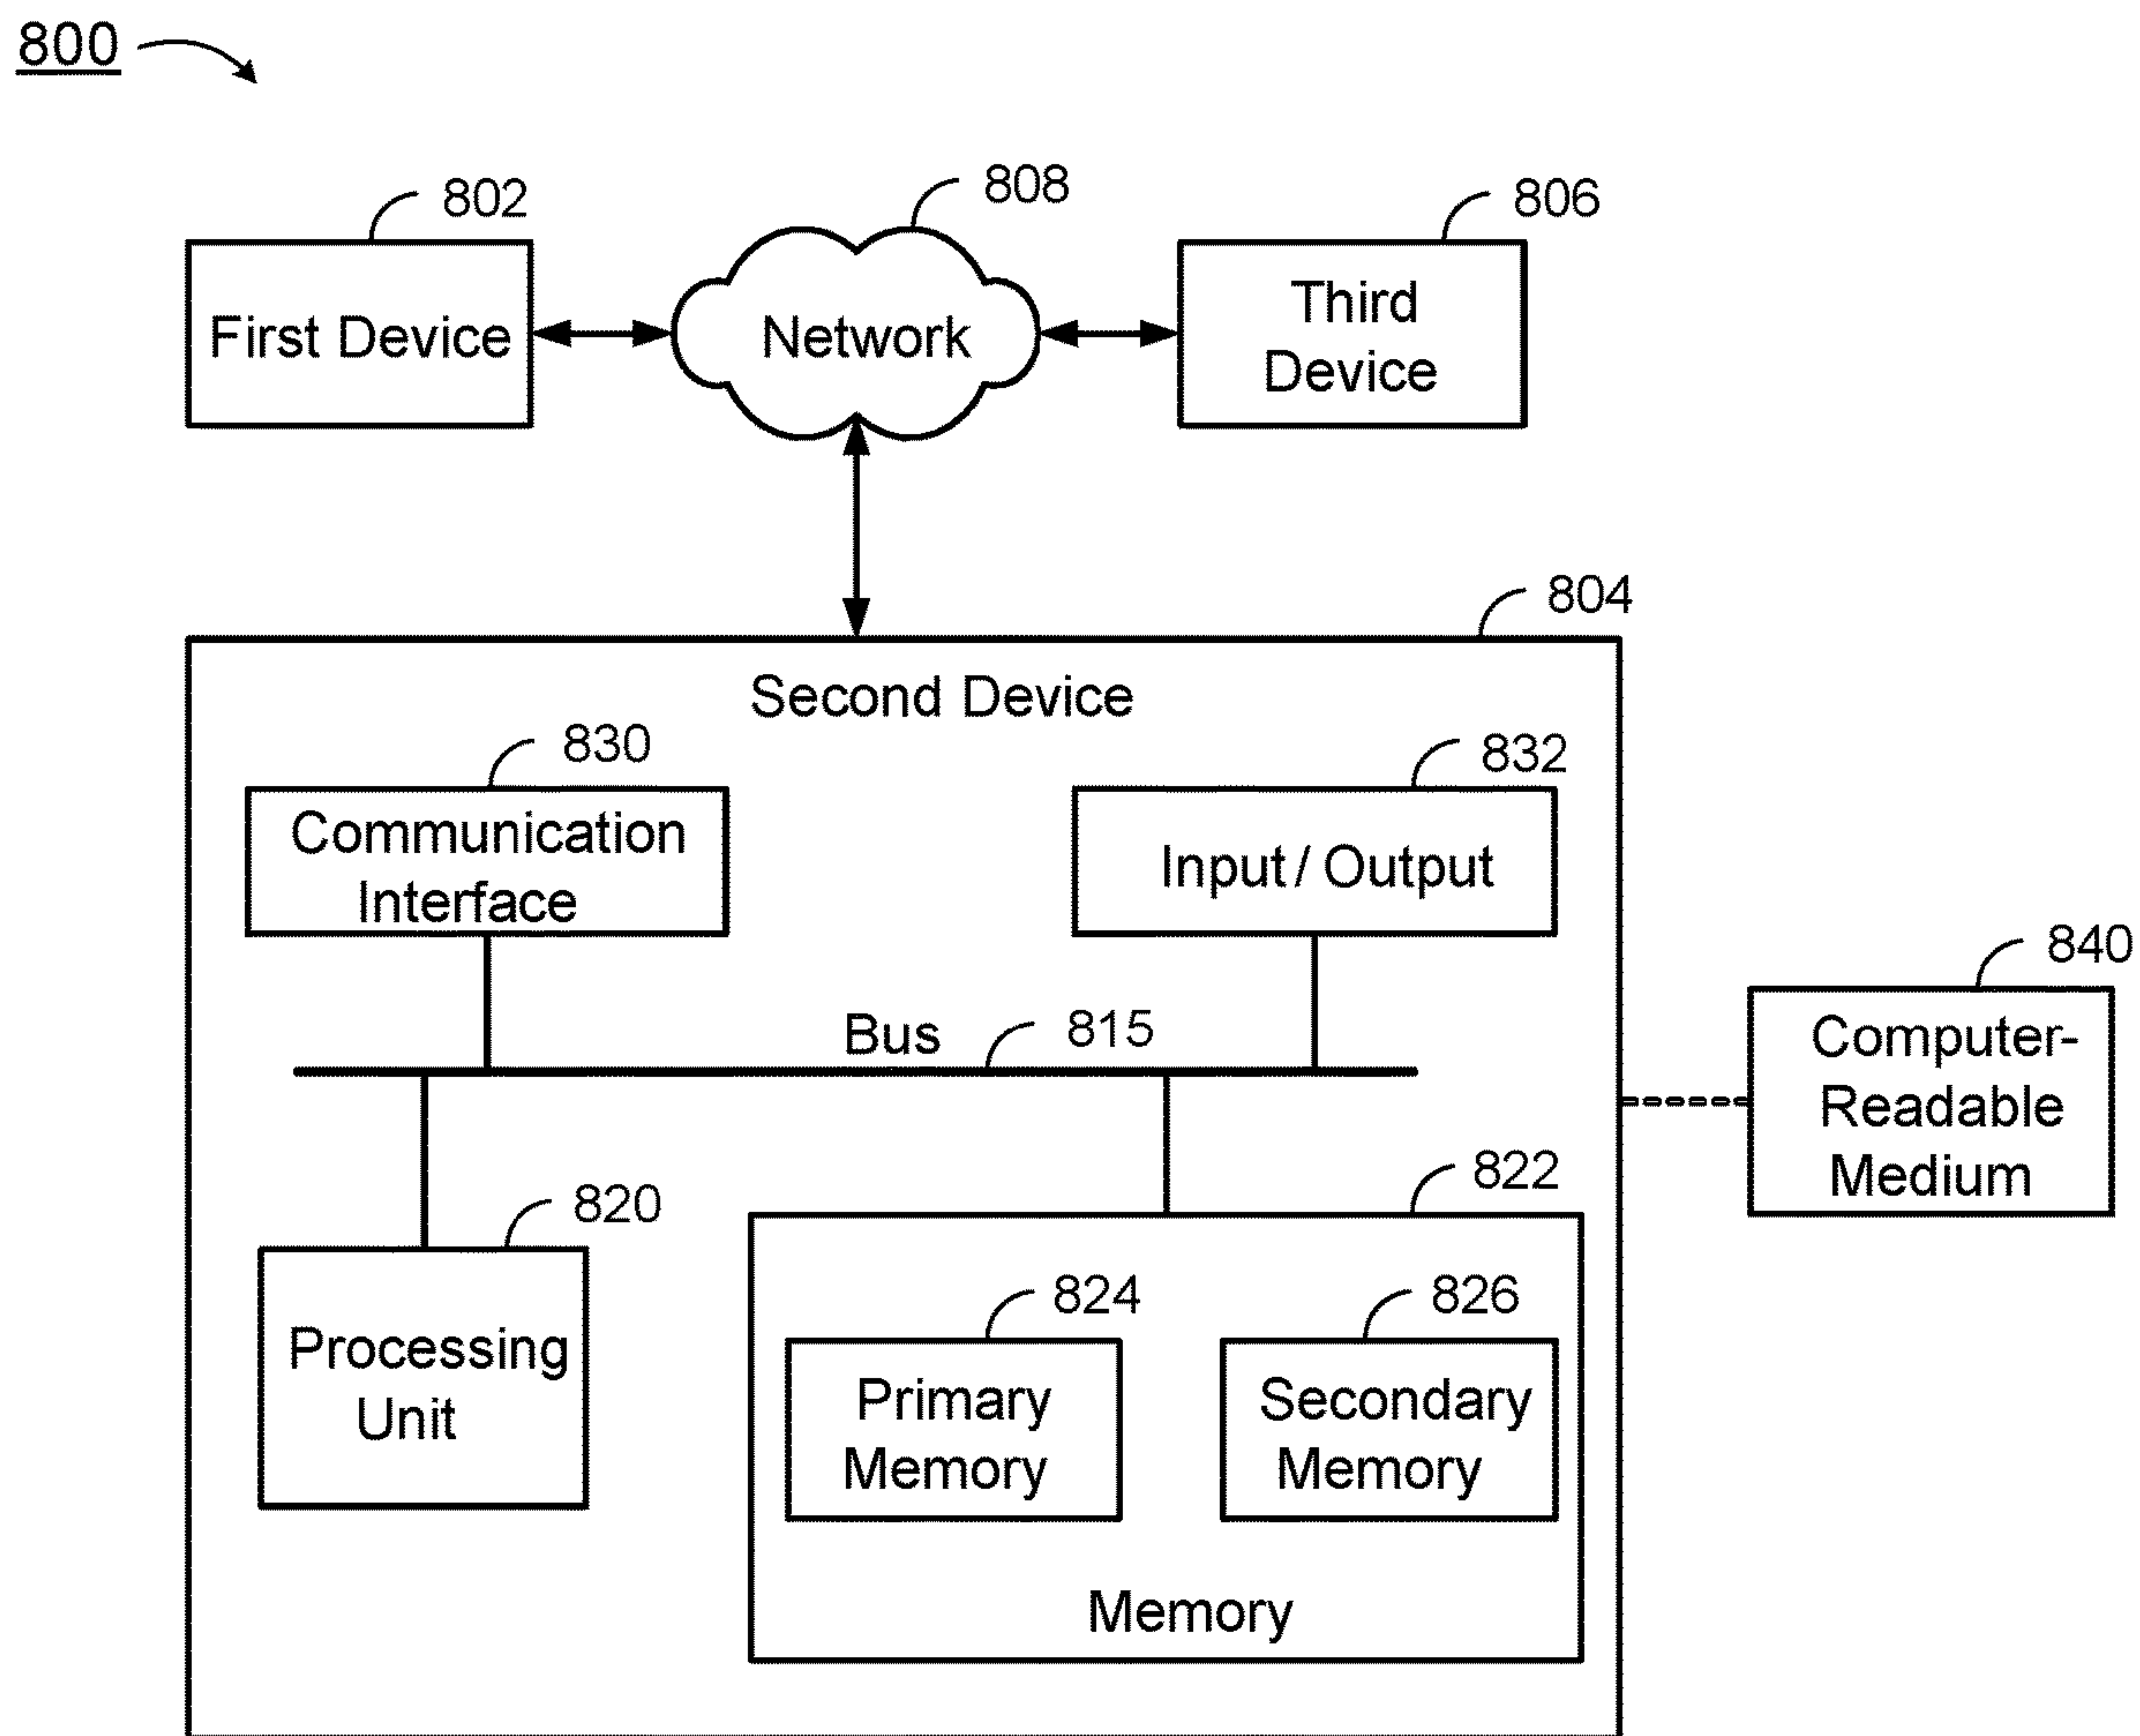 800
802
808
806
First Device
Network
Third
Device
804
Second Device
830
832
Communication
Interface
Input / Output
840
Computer-
Readable
Medium
Bus
815
820
822
Processing
Unit
824
826
Primary
Memory
Secondary
Memory
Memory